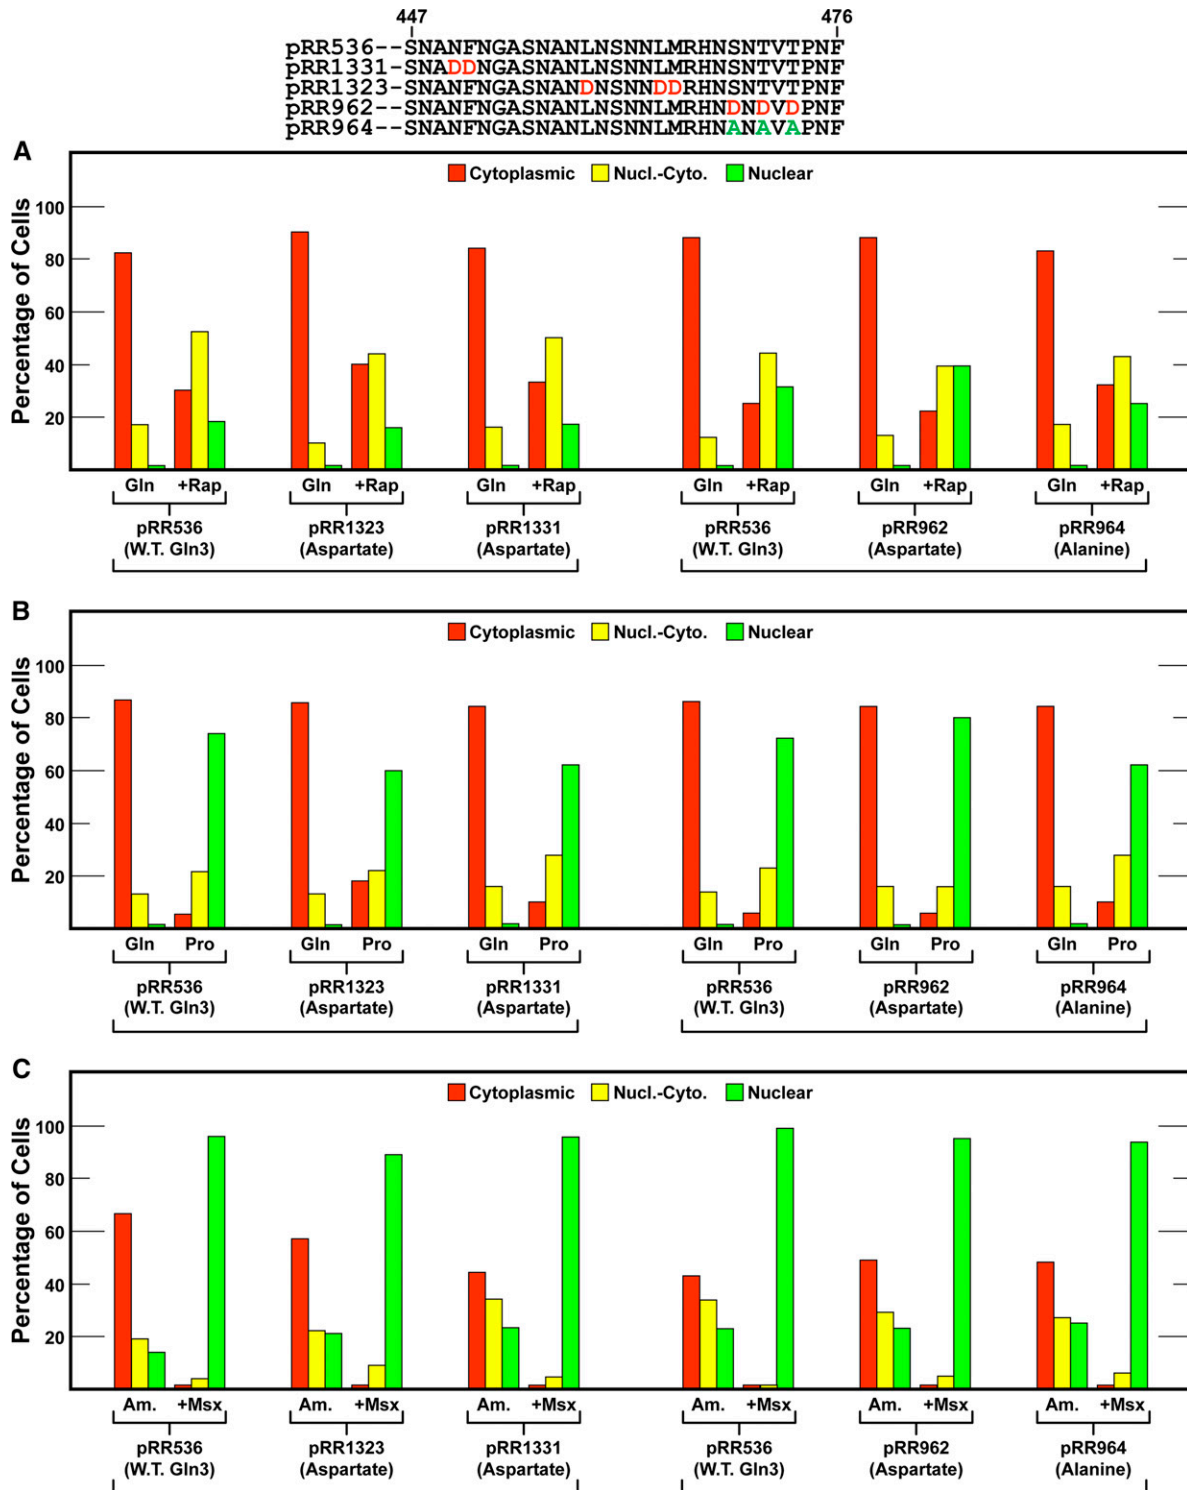 447 476
pRR536--SNANFNGASNANLNSNNLMRHNSNTVTPNF
pRR1331-SNADDNGASNANLNSNNLMRHNSNTVTPNF
pRR1323-SNANFNGASNANDNSNNDDRHNSNTVTPNF
pRR962--SNANFNGASNANLNSNNLMRHNDNDVDPNF
pRR964--SNANFNGASNANLNSNNLMRHNANAVAPNF
A
Cytoplasmic Nucl.-Cyto. Nuclear
Percentage of Cells
100
80
60
40
20
Gln +Rap Gln +Rap Gln +Rap Gln +Rap Gln +Rap Gln +Rap
pRR536 pRR1323 pRR1331 pRR536 pRR962 pRR964
(W.T. Gln3) (Aspartate) (Aspartate) (W.T. Gln3) (Aspartate) (Alanine)
B
Cytoplasmic Nucl.-Cyto. Nuclear
Percentage of Cells
100
80
60
40
20
Gln Pro Gln Pro Gln Pro Gln Pro Gln Pro Gln Pro
pRR536 pRR1323 pRR1331 pRR536 pRR962 pRR964
(W.T. Gln3) (Aspartate) (Aspartate) (W.T. Gln3) (Aspartate) (Alanine)
C
Cytoplasmic Nucl.-Cyto. Nuclear
Percentage of Cells
100
80
60
40
20
Am. +Msx Am. +Msx Am. +Msx Am. +Msx Am. +Msx Am. +Msx
pRR536 pRR1323 pRR1331 pRR536 pRR962 pRR964
(W.T. Gln3) (Aspartate) (Aspartate) (W.T. Gln3) (Aspartate) (Alanine)